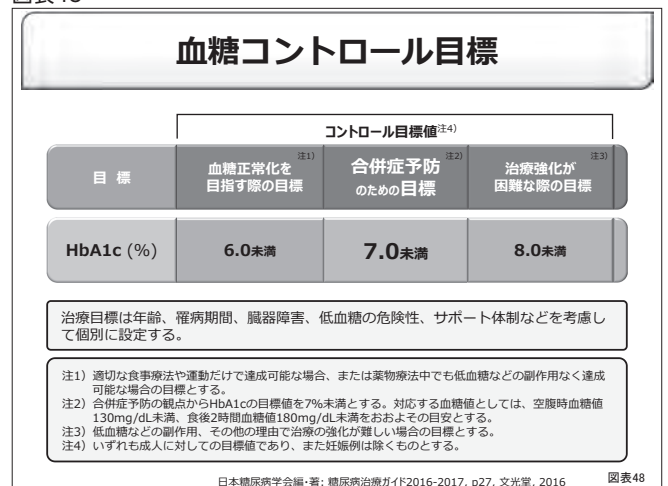 血糖コントロール目標
コントロール目標値注4)
目 標
血糖正常化を
目指す際の目標
注1)
合併症予防
のための目標
注2)
治療強化が
困難な際の目標
注3)
HbA1c (%)
6.0未満
7.0未満
8.0未満
治療目標は年齢、罹病期間、臓器障害、低血糖の危険性、サポート体制などを考慮し
て個別に設定する。
注1) 適切な食事療法や運動だけで達成可能な場合、または薬物療法中でも低血糖などの副作用なく達成
可能な場合の目標とする。
注2) 合併症予防の観点からHbA1cの目標値を7%未満とする。対応する血糖値としては、空腹時血糖値
130mg/dL未満、食後2時間血糖値180mg/dL未満をおおよその目安とする。
注3) 低血糖などの副作用、その他の理由で治療の強化が難しい場合の目標とする。
注4) いずれも成人に対しての目標値であり、また妊娠例は除くものとする。
日本糖尿病学会編・著: 糖尿病治療ガイド2016-2017, p27, 文光堂, 2016
図表48